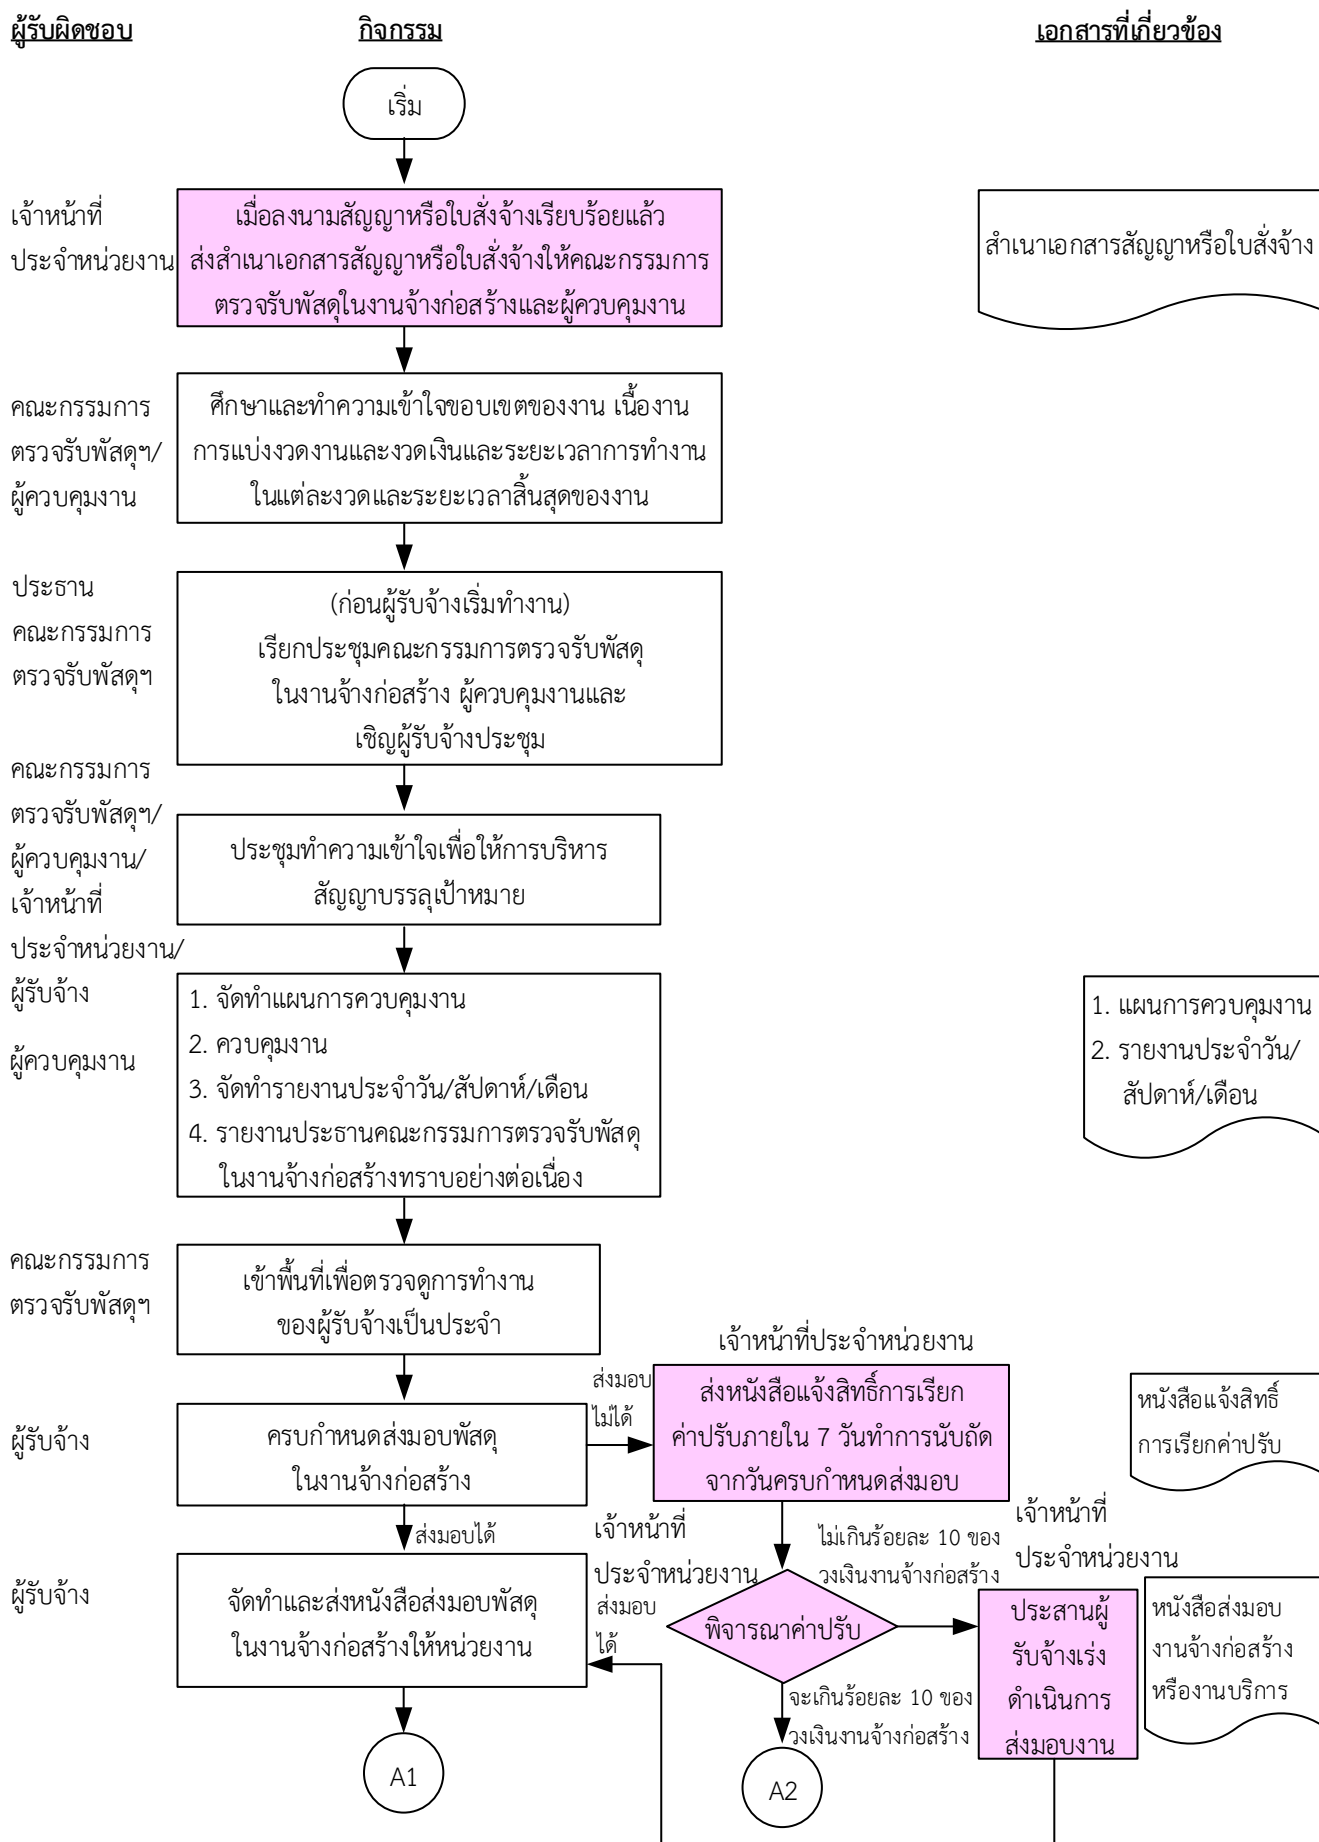 ผู้รับผิดชอบ
กิจกรรม
เอกสารที่เกี่ยวข้อง
เริ่ม
เจ้าหน้าที่
ประจำหน่วยงาน
เมื่อลงนามสัญญาหรือใบสั่งจ้างเรียบร้อยแล้ว
ส่งสำเนาเอกสารสัญญาหรือใบสั่งจ้างให้คณะกรรมการ
ตรวจรับพัสดุในงานจ้างก่อสร้างและผู้ควบคุมงาน
สำเนาเอกสารสัญญาหรือใบสั่งจ้าง
คณะกรรมการ
ตรวจรับพัสดุฯ/
ผู้ควบคุมงาน
ศึกษาและทำความเข้าใจขอบเขตของงาน เนื้องาน
การแบ่งงวดงานและงวดเงินและระยะเวลาการทำงาน
ในแต่ละงวดและระยะเวลาสิ้นสุดของงาน
ประธาน
คณะกรรมการ
ตรวจรับพัสดุฯ
(ก่อนผู้รับจ้างเริ่มทำงาน)
เรียกประชุมคณะกรรมการตรวจรับพัสดุ
ในงานจ้างก่อสร้าง ผู้ควบคุมงานและ
เชิญผู้รับจ้างประชุม
คณะกรรมการ
ตรวจรับพัสดุฯ/
ผู้ควบคุมงาน/
เจ้าหน้าที่
ประจำหน่วยงาน/
ผู้รับจ้าง
ประชุมทำความเข้าใจเพื่อให้การบริหาร
สัญญาบรรลุเป้าหมาย
ผู้ควบคุมงาน
1. จัดทำแผนการควบคุมงาน
2. ควบคุมงาน
3. จัดทำรายงานประจำวัน/สัปดาห์/เดือน
4. รายงานประธานคณะกรรมการตรวจรับพัสดุ
ในงานจ้างก่อสร้างทราบอย่างต่อเนื่อง
1. แผนการควบคุมงาน
2. รายงานประจำวัน/
สัปดาห์/เดือน
คณะกรรมการ
ตรวจรับพัสดุฯ
เข้าพื้นที่เพื่อตรวจดูการทำงาน
ของผู้รับจ้างเป็นประจำ
ผู้รับจ้าง
ครบกำหนดส่งมอบพัสดุ
ในงานจ้างก่อสร้าง
ส่งมอบ
ไม่ได้
เจ้าหน้าที่ประจำหน่วยงาน
ส่งหนังสือแจ้งสิทธิ์การเรียก
ค่าปรับภายใน 7 วันทำการนับถัด
จากวันครบกำหนดส่งมอบ
หนังสือแจ้งสิทธิ์
การเรียกค่าปรับ
ส่งมอบได้
ผู้รับจ้าง
จัดทำและส่งหนังสือส่งมอบพัสดุ
ในงานจ้างก่อสร้างให้หน่วยงาน
เจ้าหน้าที่
ประจำหน่วยงาน
ส่งมอบ
ได้
พิจารณาค่าปรับ
ไม่เกินร้อยละ 10 ของ
วงเงินงานจ้างก่อสร้าง
จะเกินร้อยละ 10 ของ
วงเงินงานจ้างก่อสร้าง
เจ้าหน้าที่
ประจำหน่วยงาน
ประสานผู้
รับจ้างเร่ง
ดำเนินการ
ส่งมอบงาน
หนังสือส่งมอบ
งานจ้างก่อสร้าง
หรืองานบริการ
A1
A2